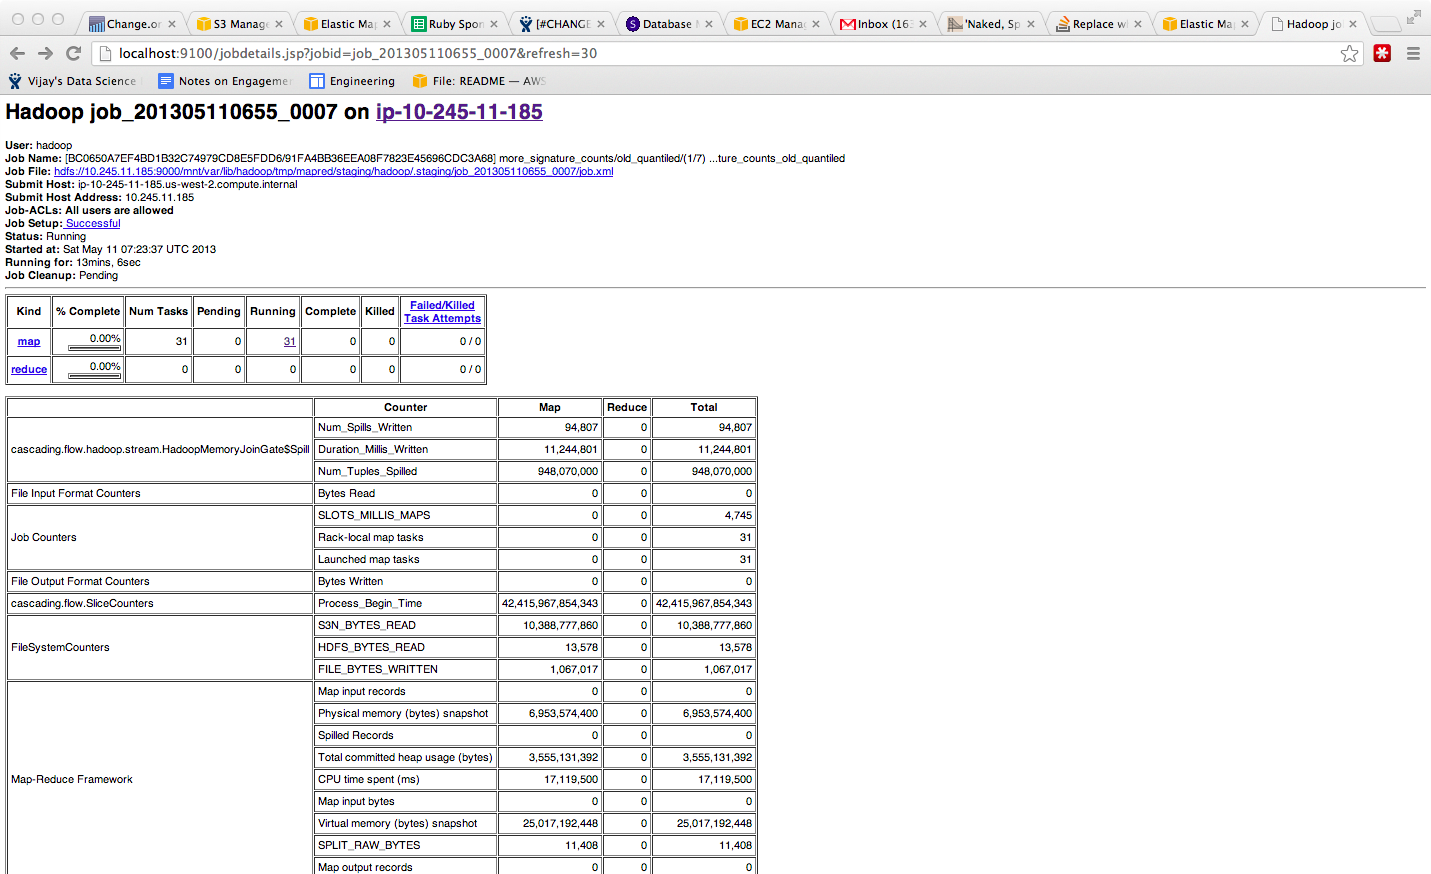 Change.or
S3 Manage
Elastic Ma
Ruby Spor
[#CHANGE
Database M
EC2 Mana
Inbox (163
'Naked, Sp
Replace wi
Elastic Ma
Hadoop jo
localhost:9100/jobdetails.jsp?jobid=job_201305110655_0007&refresh=30
Vijay's Data Science
Notes on Engagemen
Engineering
File: README — AWS
Hadoop job_201305110655_0007 on ip-10-245-11-185
User: hadoop
Job Name: [BC0650A7EF4BD1B32C74979CD8E5FDD6/91FA4BB36EEA08F7823E45696CDC3A68] more_signature_counts/old_quantiled/(1/7) ...ture_counts_old_quantiled
Job File: hdfs://10.245.11.185:9000/mnt/var/lib/hadoop/tmp/mapred/staging/hadoop/.staging/job_201305110655_0007/job.xml
Submit Host: ip-10-245-11-185.us-west-2.compute.internal
Submit Host Address: 10.245.11.185
Job-ACLs: All users are allowed
Job Setup: Successful
Status: Running
Started at: Sat May 11 07:23:37 UTC 2013
Running for: 13mins, 6sec
Job Cleanup: Pending
Kind % Complete Num Tasks Pending Running Complete Killed Failed/Killed Task Attempts
map 0.00% 31 0 31 0 0 0 / 0
reduce 0.00% 0 0 0 0 0 0 / 0
Counter Map Reduce Total
cascading.flow.hadoop.stream.HadoopMemoryJoinGate$Spill
Num_Spills_Written 94,807 0 94,807
Duration_Millis_Written 11,244,801 0 11,244,801
Num_Tuples_Spilled 948,070,000 0 948,070,000
File Input Format Counters Bytes Read 0 0 0
Job Counters
SLOTS_MILLIS_MAPS 0 0 4,745
Rack-local map tasks 0 0 31
Launched map tasks 0 0 31
File Output Format Counters Bytes Written 0 0 0
cascading.flow.SliceCounters Process_Begin_Time 42,415,967,854,343 0 42,415,967,854,343
FileSystemCounters
S3N_BYTES_READ 10,388,777,860 0 10,388,777,860
HDFS_BYTES_READ 13,578 0 13,578
FILE_BYTES_WRITTEN 1,067,017 0 1,067,017
Map-Reduce Framework
Map input records 0 0 0
Physical memory (bytes) snapshot 6,953,574,400 0 6,953,574,400
Spilled Records 0 0 0
Total committed heap usage (bytes) 3,555,131,392 0 3,555,131,392
CPU time spent (ms) 17,119,500 0 17,119,500
Map input bytes 0 0 0
Virtual memory (bytes) snapshot 25,017,192,448 0 25,017,192,448
SPLIT_RAW_BYTES 11,408 0 11,408
Map output records 0 0 0